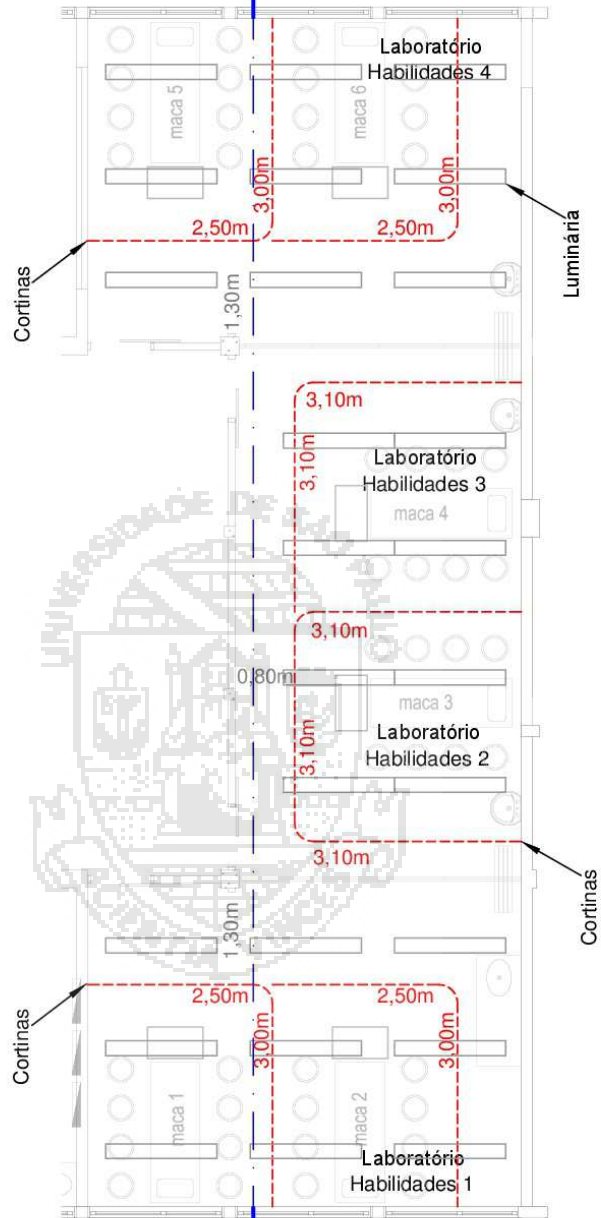 Laboratório
Habilidades 4
maca 5
maca 6
3,00m
3,00m
2,50m
2,50m
Cortinas
Luminária
1,30m
3,10m
3,10m
Laboratório
Habilidades 3
maca 4
3,10m
0,80m
maca 3
Laboratório
Habilidades 2
3,10m
3,10m
Cortinas
1,30m
Cortinas
2,50m
2,50m
3,00m
3,00m
maca 1
maca 2
Laboratório
Habilidades 1